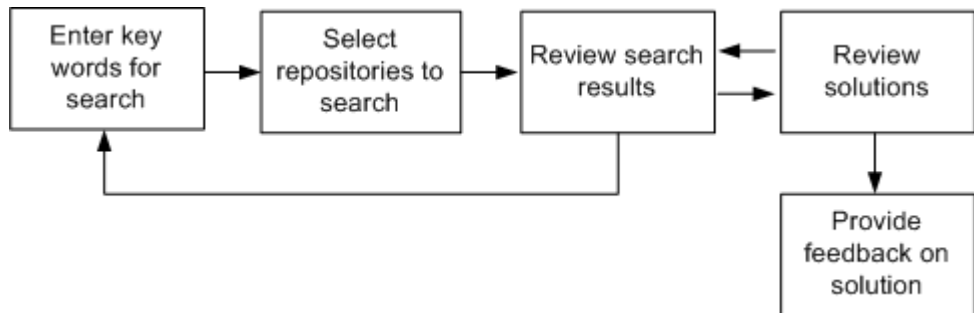 Enter key
words for
search
Select
repositories to
search
Review search
results
Review
solutions
Provide
feedback on
solution